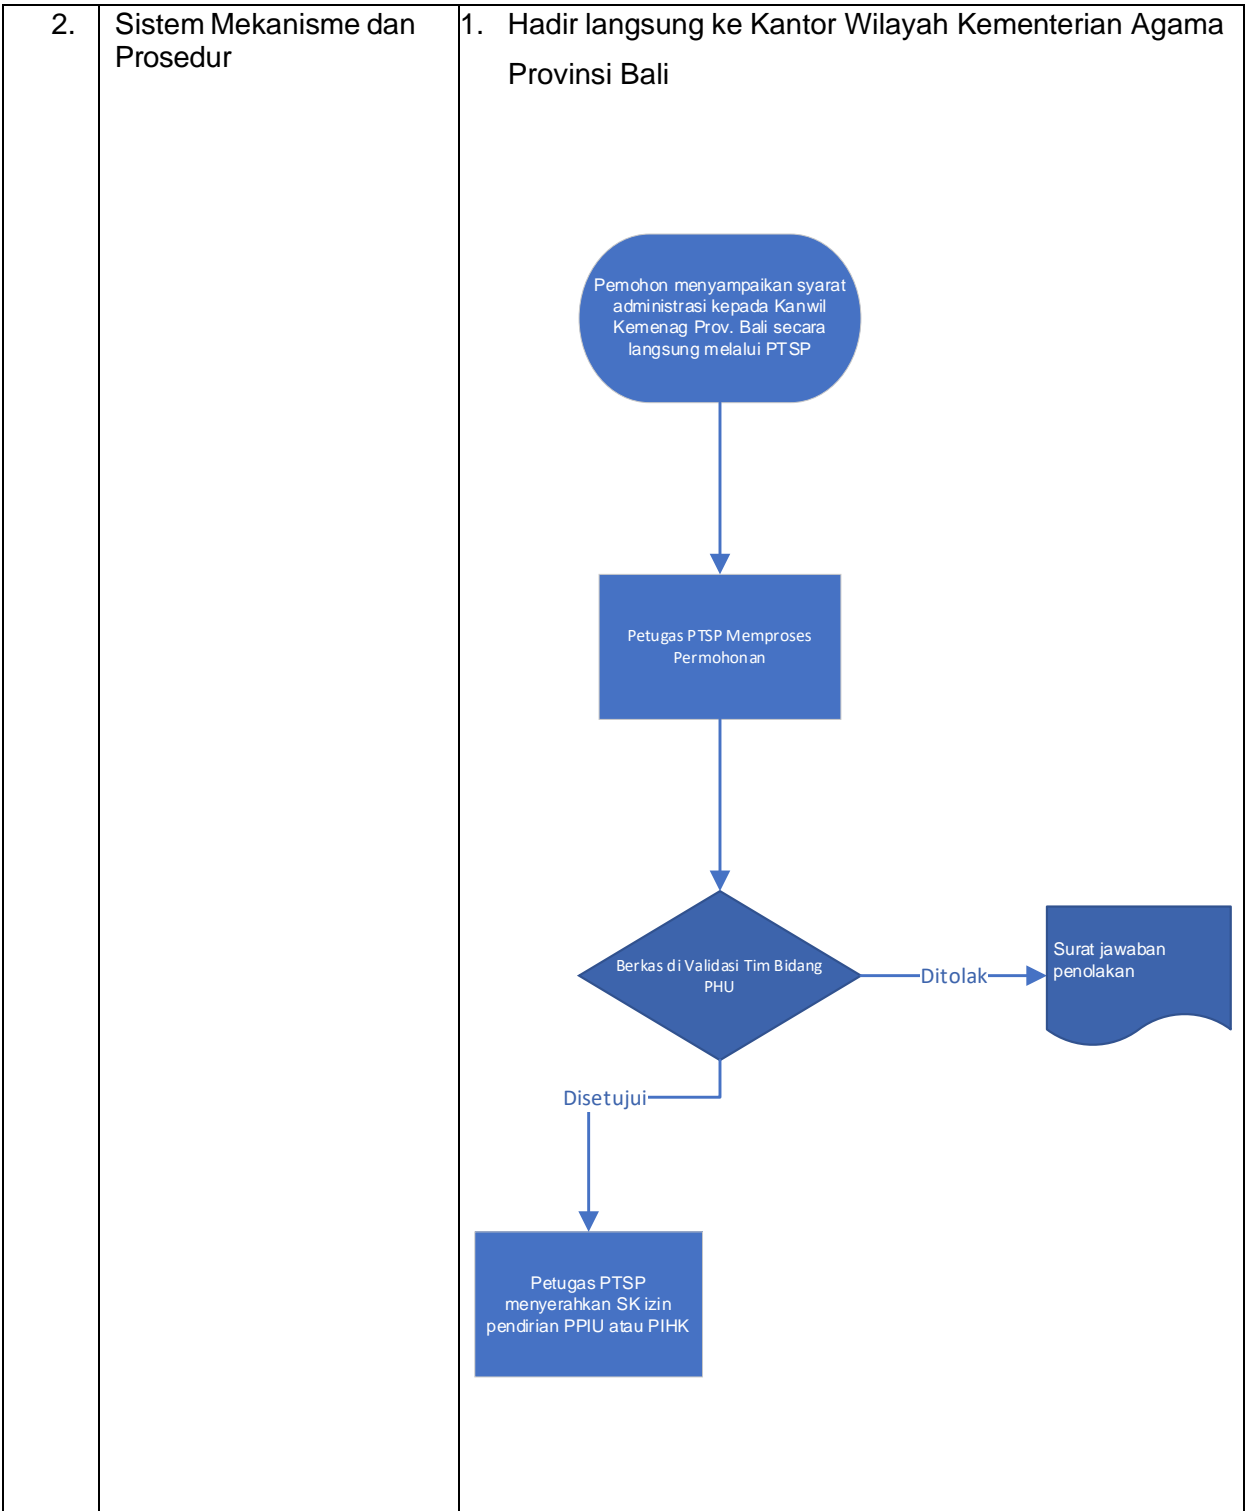 2.
Sistem Mekanisme dan
Prosedur
1. Hadir langsung ke Kantor Wilayah Kementerian Agama
Provinsi Bali
Pemohon menyampaikan syarat
administrasi kepada Kanwil
Kemenag Prov. Bali secara
langsung melalui PTSP
Petugas PTSP Memproses
Permohonan
Berkas di Validasi Tim Bidang
PHU
Ditolak
Surat jawaban
penolakan
Disetujui
Petugas PTSP
menyerahkan SK izin
pendirian PPIU atau PIHK